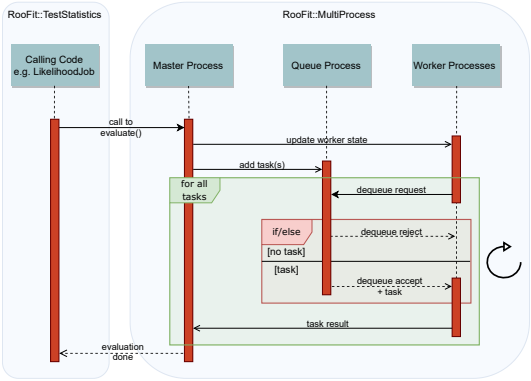 RooFit::TestStatistics
RooFit::MultiProcess
Calling Code
e.g. LikelihoodJob
Master Process
Queue Process
Worker Processes
call to
evaluate()
update worker state
add task(s)
for all
tasks
dequeue request
if/else
dequeue reject
[no task]
[task]
dequeue accept
+ task
task result
evaluation
done